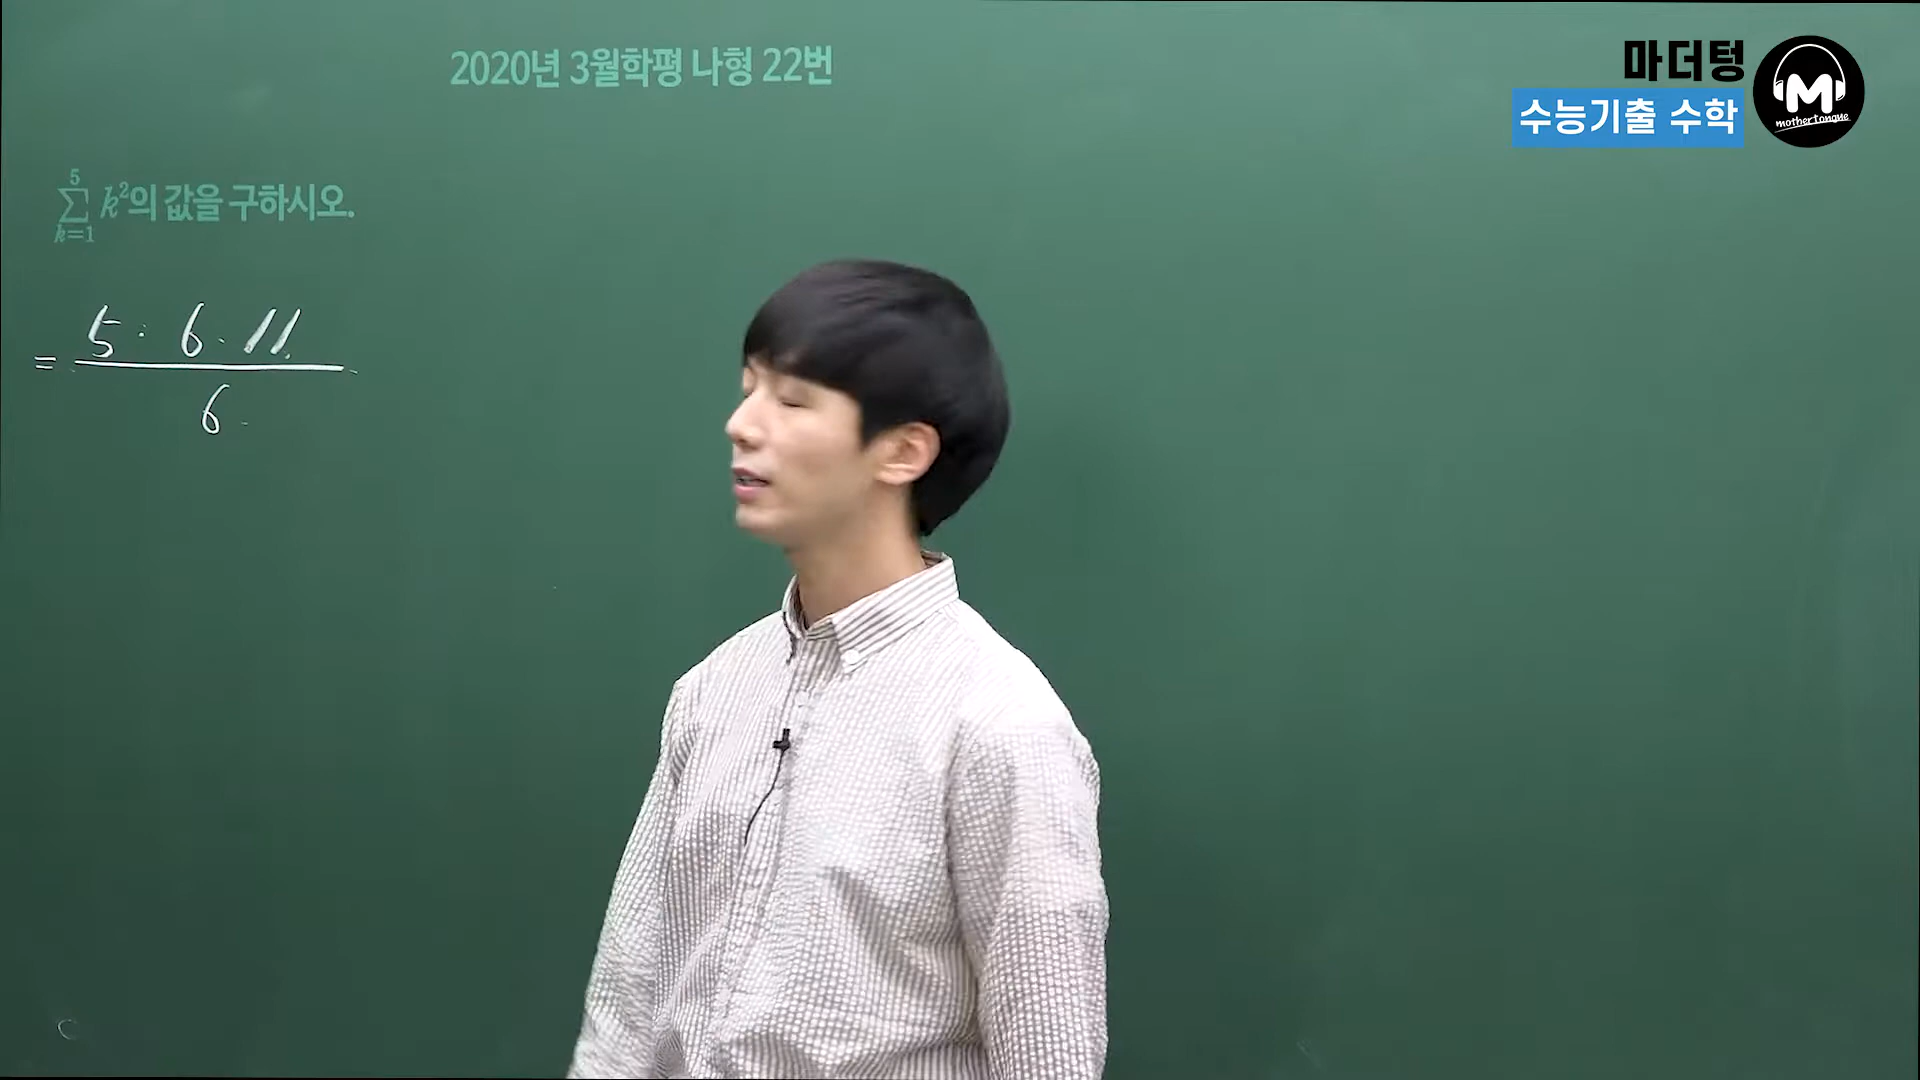 2020년 3월학평 나형 22번
마더텅
수능기출 수학
M
mothertongue
5
∑ k²의 값을 구하시오.
k=1
5 · 6 · 11
=
6